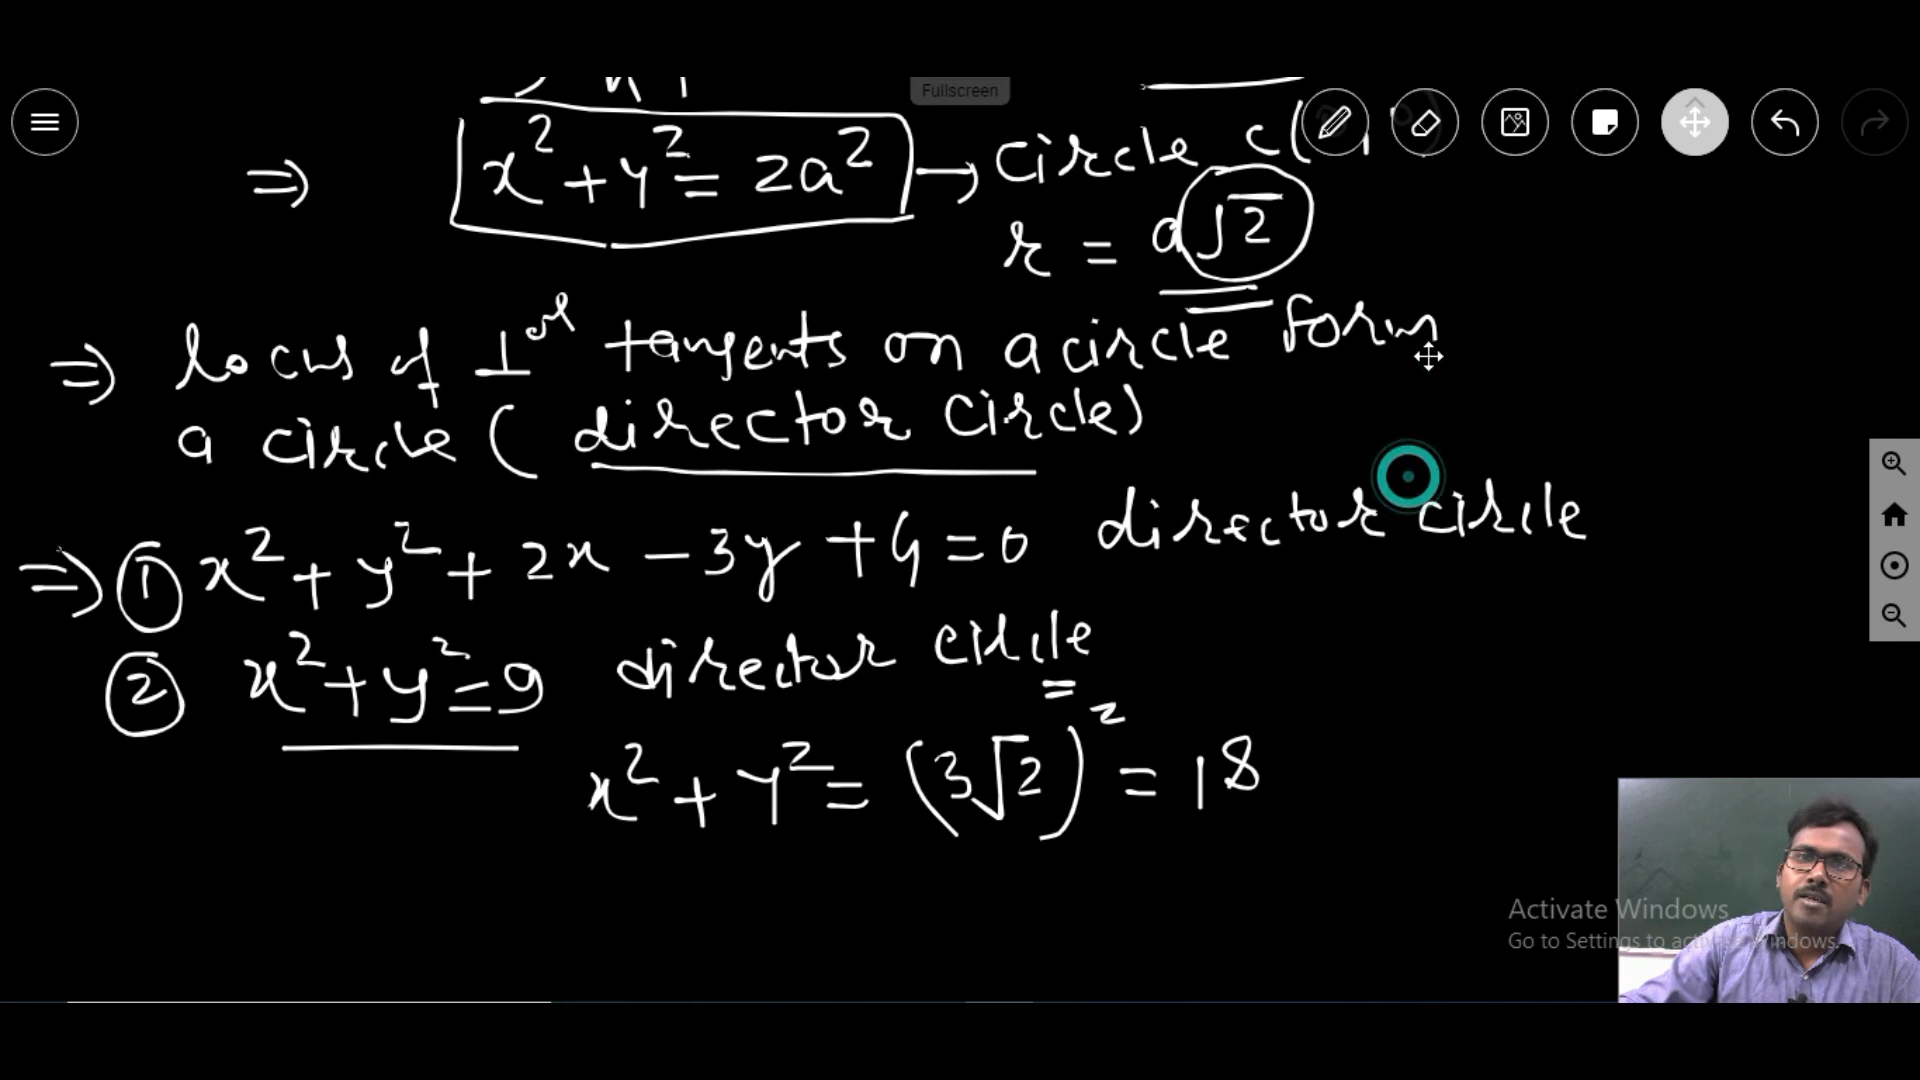 Fullscreen
⇒ x² + y² = 2a² → circle
r = a√2
⇒ locus of ⊥ar tangents on a circle form
a circle (director circle)
⇒ ① x² + y² + 2x − 3y + 4 = 0 director circle
② x² + y² = 9 director circle =
x² + y² = (3√2)² = 18
Activate Windows
Go to Settings to activate Windows.